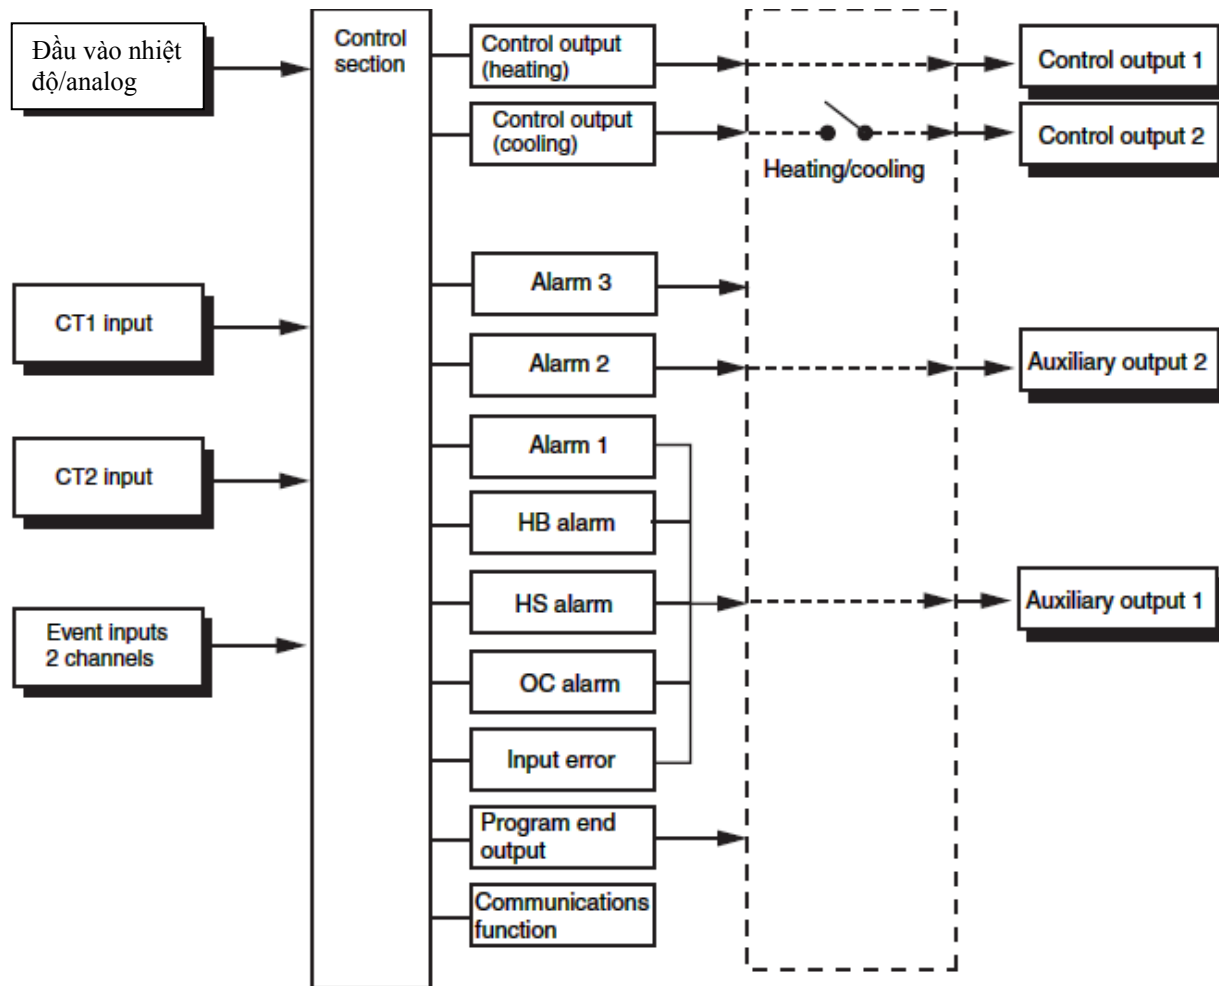 Đầu vào nhiệt
độ/analog
CT1 input
CT2 input
Event inputs
2 channels
Control
section
Control output
(heating)
Control output
(cooling)
Alarm 3
Alarm 2
Alarm 1
HB alarm
HS alarm
OC alarm
Input error
Program end
output
Communications
function
Heating/cooling
Control output 1
Control output 2
Auxiliary output 2
Auxiliary output 1